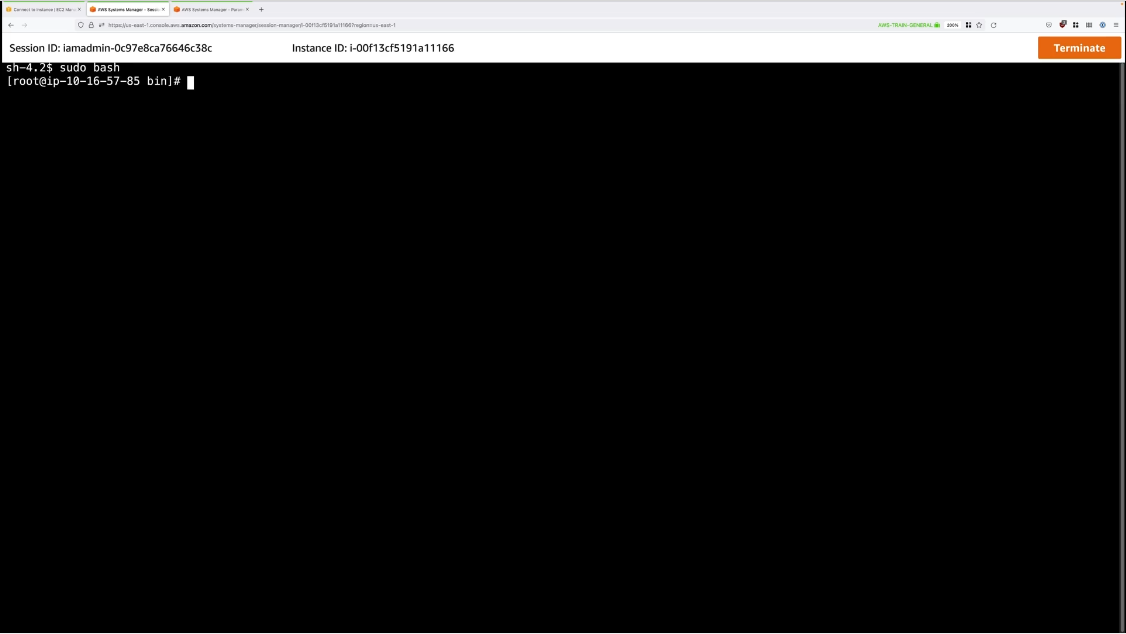 Connect to instance | EC2 Man
AWS Systems Manager - Sessi
AWS Systems Manager - Param
https://us-east-1.console.aws.amazon.com/systems-manager/session-manager/i-00f13cf5191a11166?region=us-east-1
AWS-TRAIN-GENERAL
200%
Session ID: iamadmin-0c97e8ca76646c38c
Instance ID: i-00f13cf5191a11166
Terminate
sh-4.2$ sudo bash
[root@ip-10-16-57-85 bin]#